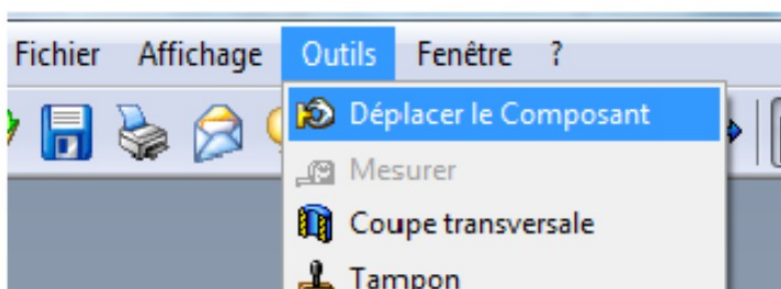 Fichier Affichage Outils Fenêtre ?
Déplacer le Composant
Mesurer
Coupe transversale
Tampon